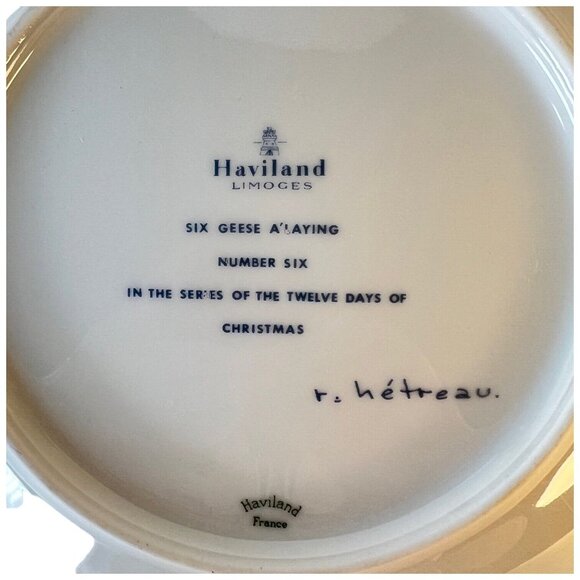 Haviland
LIMOGES
SIX GEESE A'LAYING
NUMBER SIX
IN THE SERIES OF THE TWELVE DAYS OF
CHRISTMAS
r. hétreau.
Haviland
France